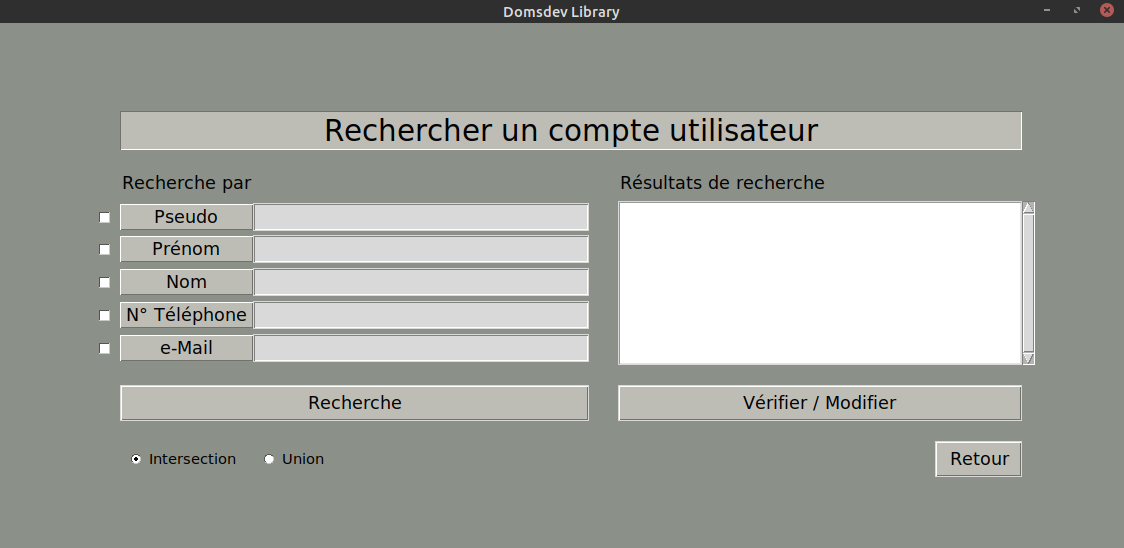 Domsdev Library
Rechercher un compte utilisateur
Recherche par
Pseudo
Prénom
Nom
N° Téléphone
e-Mail
Recherche
Intersection
Union
Résultats de recherche
Vérifier / Modifier
Retour